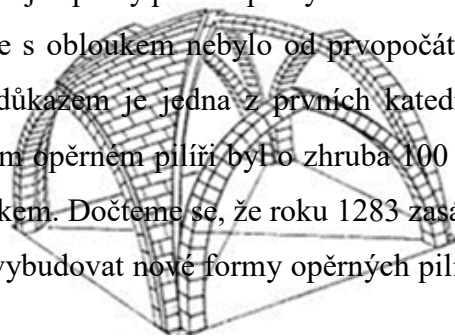 e s obloukem nebylo od prvopočát
důkazem je jedna z prvních kated
m opěrném pilíři byl o zhruba 100
kem. Dočteme se, že roku 1283 zasá
vybudovat nové formy opěrných pil